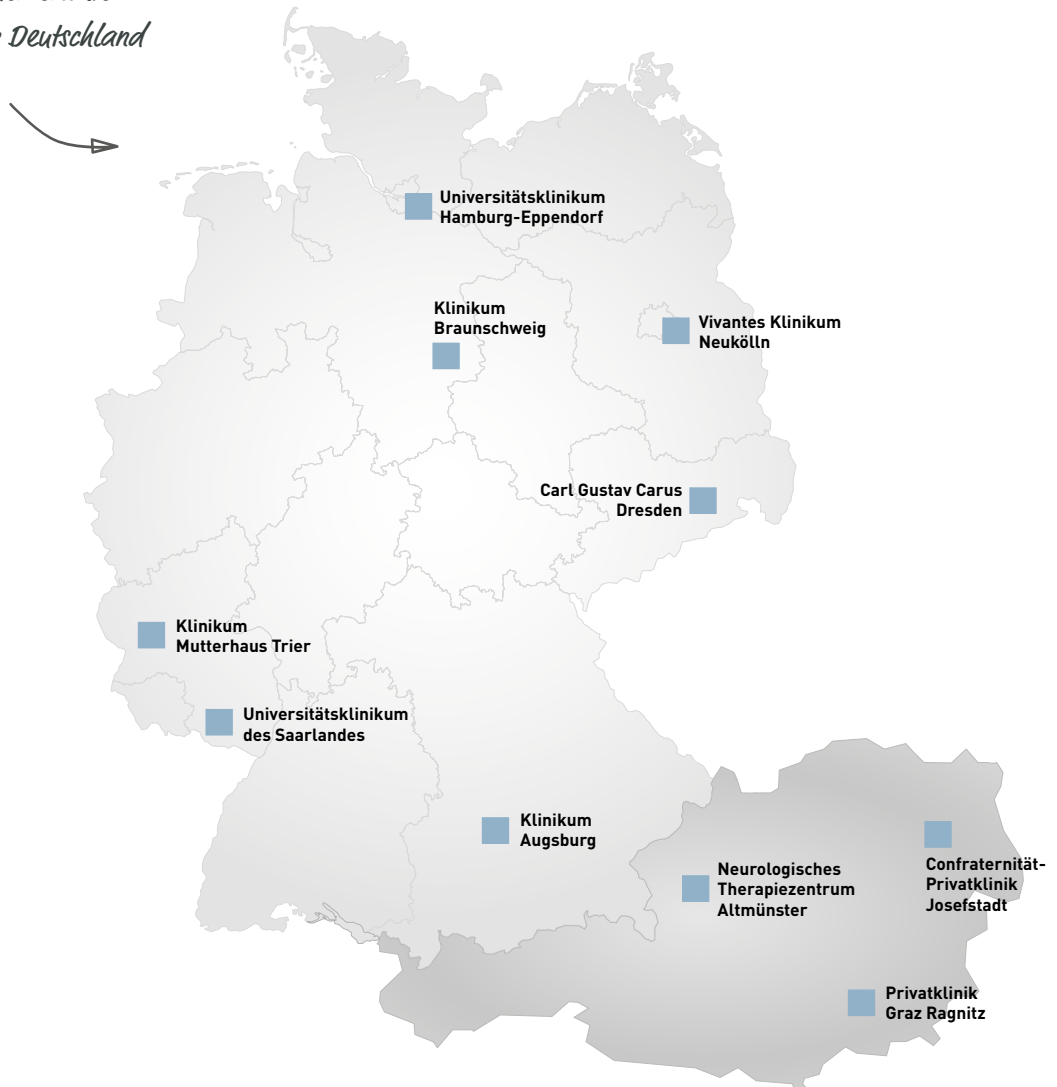 Deutschland
Universitätsklinikum
Hamburg-Eppendorf
Klinikum
Braunschweig
Vivantes Klinikum
Neukölln
Carl Gustav Carus
Dresden
Klinikum
Mutterhaus Trier
Universitätsklinikum
des Saarlandes
Klinikum
Augsburg
Neurologisches
Therapiezentrum
Altmünster
Confraternität-
Privatklinik
Josefstadt
Privatklinik
Graz Ragnitz